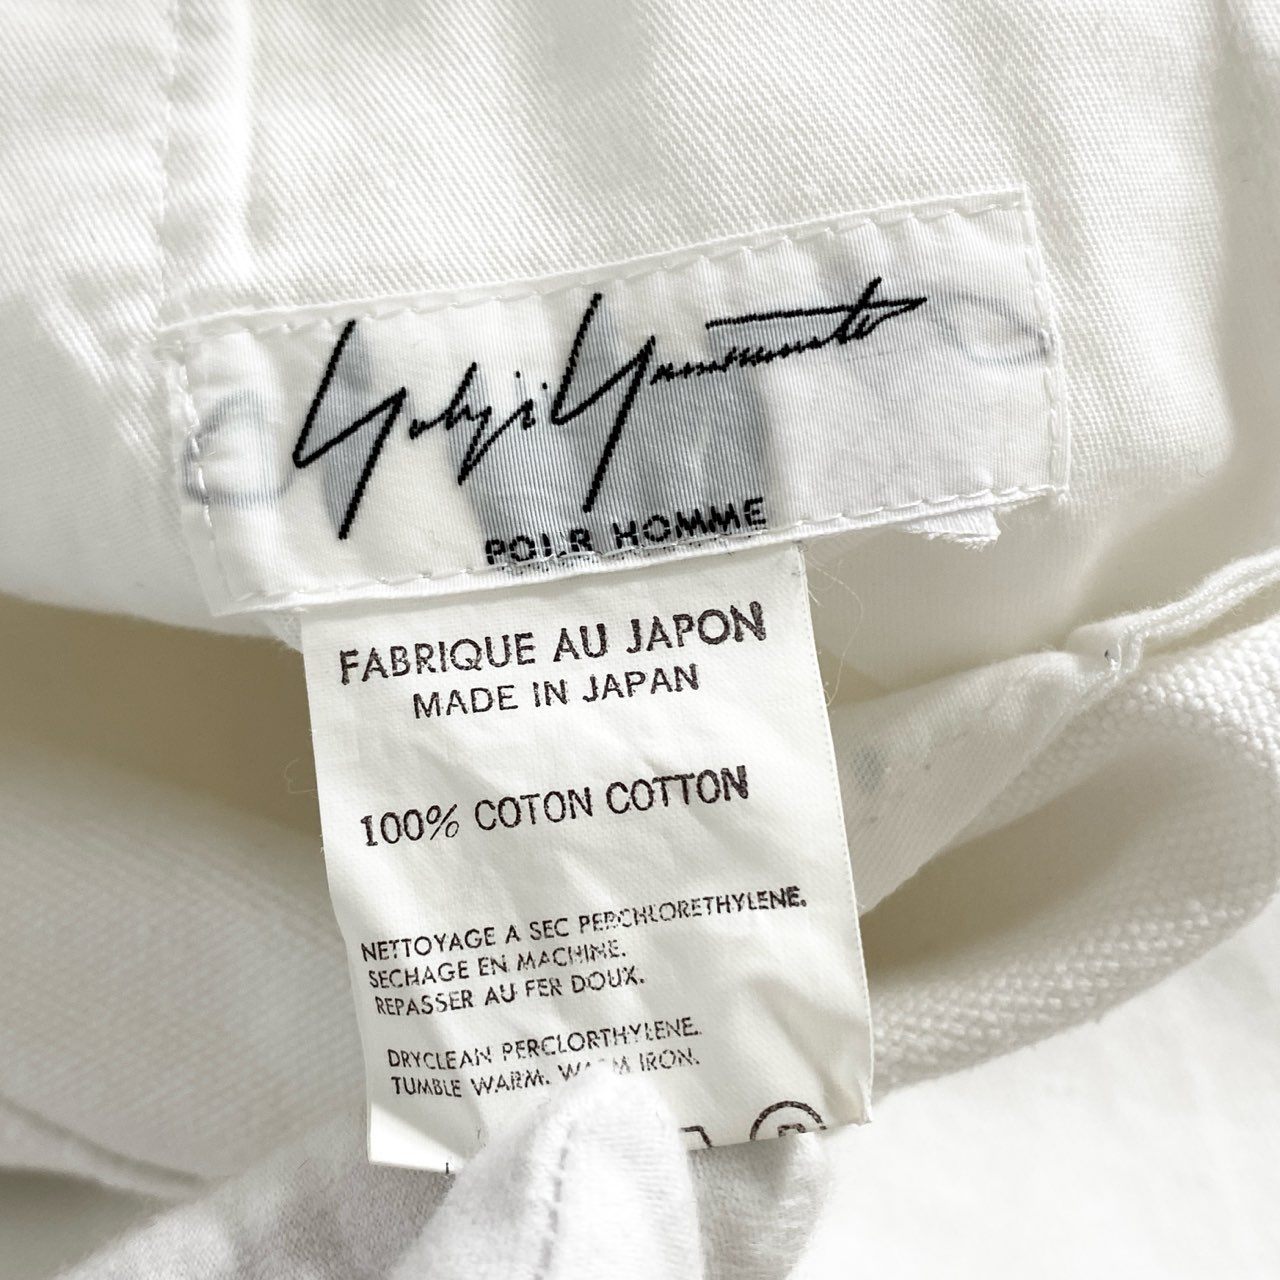 Yohji Yamamoto
POUR HOMME
FABRIQUE AU JAPON
MADE IN JAPAN
100% COTON COTTON
NETTOYAGE A SEC PERCHLORETHYLENE.
SECHAGE EN MACHINE.
REPASSER AU FER DOUX.
DRYCLEAN PERCLORTHYLENE.
TUMBLE WARM. WARM IRON.